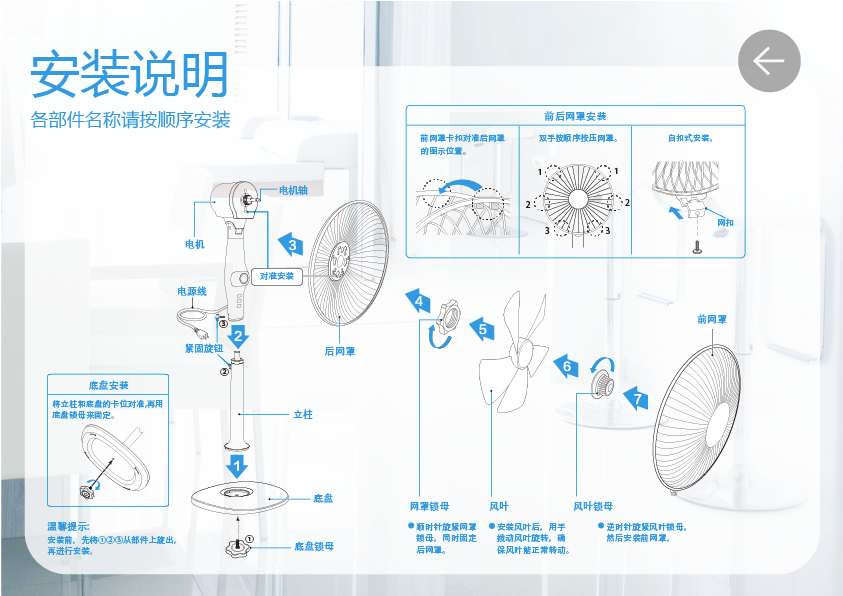 安装说明
各部件名称请按顺序安装
前后网罩安装
前网罩卡扣对准后网罩
的图示位置。
双手按顺序按压网罩。
自扣式安装。
1
1
2
2
3
3
网扣
电机轴
电机
3
对准安装
电源线
③
紧固旋钮
2
②
后网罩
立柱
1
底盘
①
底盘锁母
底盘安装
将立柱和底盘的卡位对准,再用
底盘锁母来固定。
温馨提示:
安装前，先将①②③从部件上旋出，
再进行安装。
4
5
6
7
前网罩
网罩锁母
顺时针旋紧网罩
锁母，同时固定
后网罩。
风叶
安装风叶后，用手
拨动风叶旋转，确
保风叶能正常转动。
风叶锁母
逆时针旋紧风叶锁母，
然后安装前网罩。